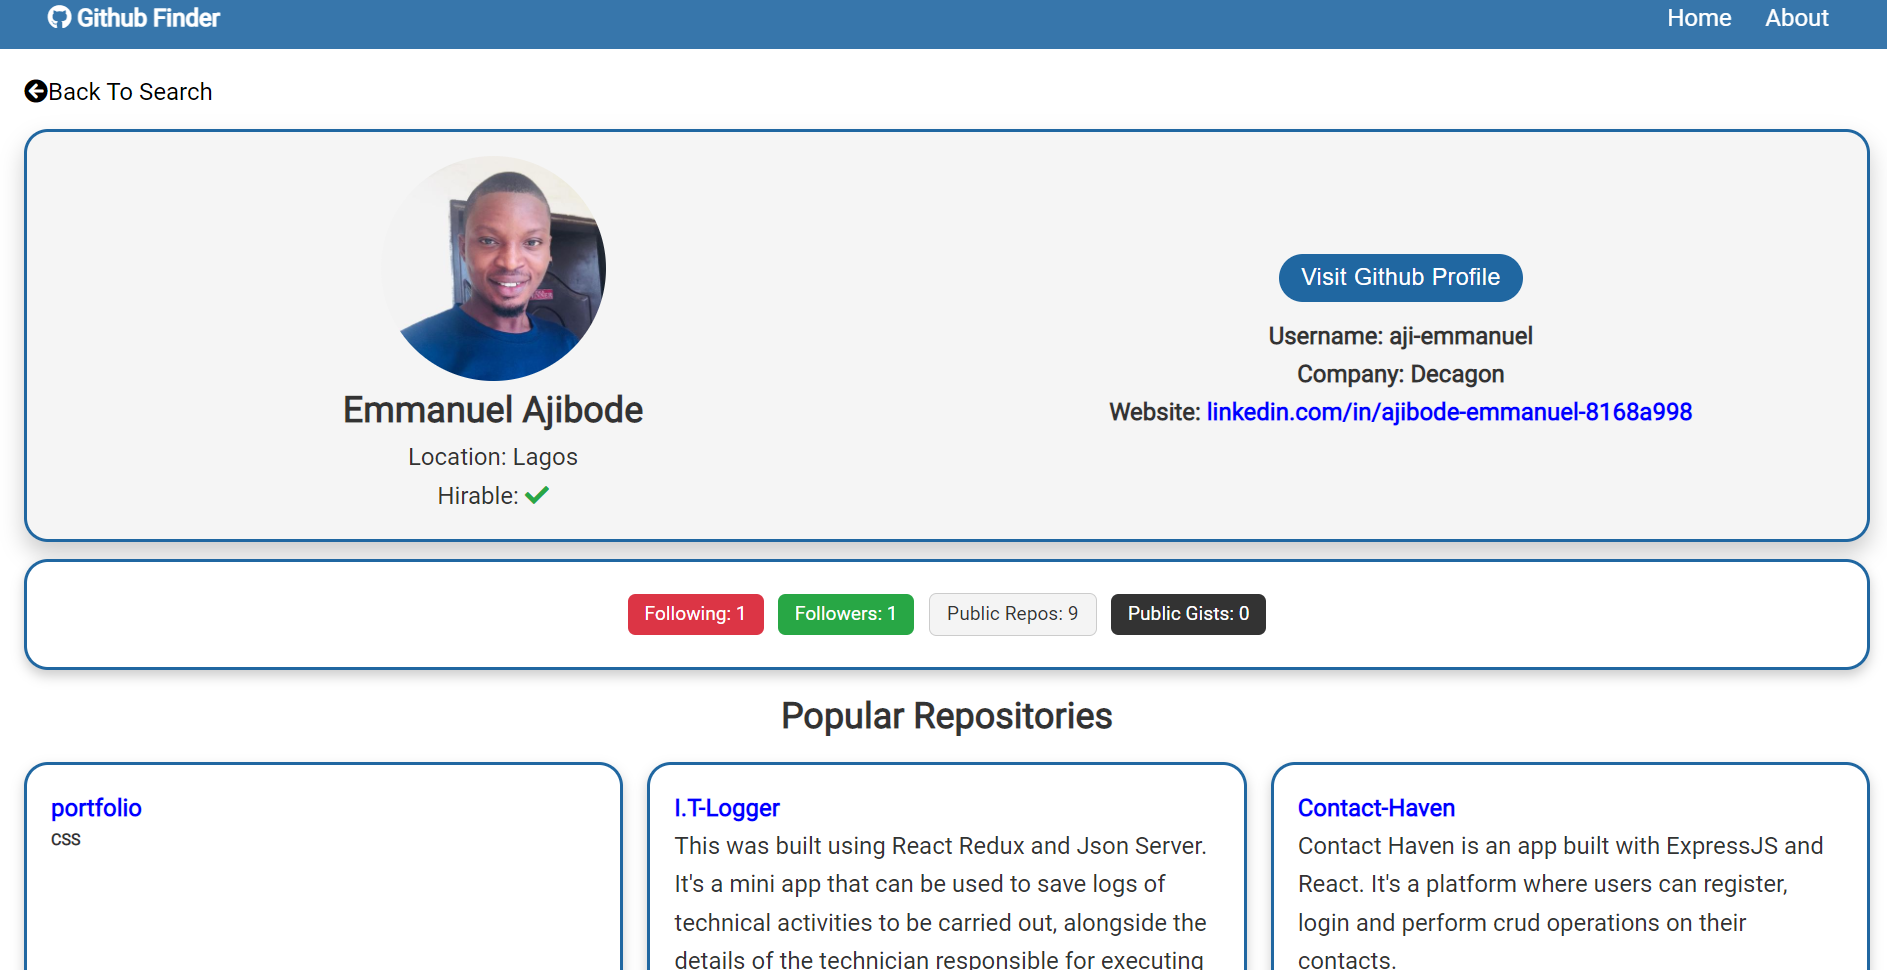 Github Finder
Home
About
Back To Search
Emmanuel Ajibode
Location: Lagos
Hirable:
Visit Github Profile
Username: aji-emmanuel
Company: Decagon
Website: linkedin.com/in/ajibode-emmanuel-8168a998
Following: 1
Followers: 1
Public Repos: 9
Public Gists: 0
Popular Repositories
portfolio
css
I.T-Logger
This was built using React Redux and Json Server.
It's a mini app that can be used to save logs of
technical activities to be carried out, alongside the
details of the technician responsible for executing
Contact-Haven
Contact Haven is an app built with ExpressJS and
React. It's a platform where users can register,
login and perform crud operations on their
contacts.